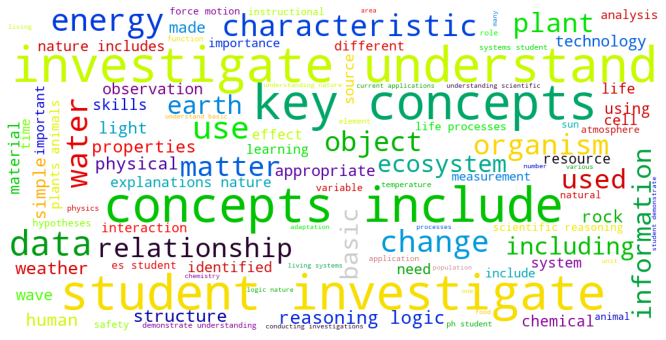 force motion
instructional
area
many
living
energy
made
characteristic
role
plant
analysis
function
nature includes
importance
different
systems student
technology
investigate understand
understanding nature
current applications
understanding scientific
source
life
observation
key concepts
using
skills
earth
cell
important
time
understand basic
use
element
light
effect
life processes
sun
atmosphere
material
plants animals
water
properties
learning
object
organism
simple
physical
matter
appropriate
ecosystem
resource
explanations nature
variable
temperature
measurement
number
various
used
natural
physics
concepts include
rock
information
student demonstrate
hypotheses
interaction
adaptation
processes
scientific reasoning
data
relationship
basic
change
including
weather
es student
identified
living systems
application
population
need
include
system
wave
chemistry
logic nature
unit
student investigate
animal
human
safety
structure
demonstrate understanding
conducting investigations
reasoning logic
ph student
food
chemical